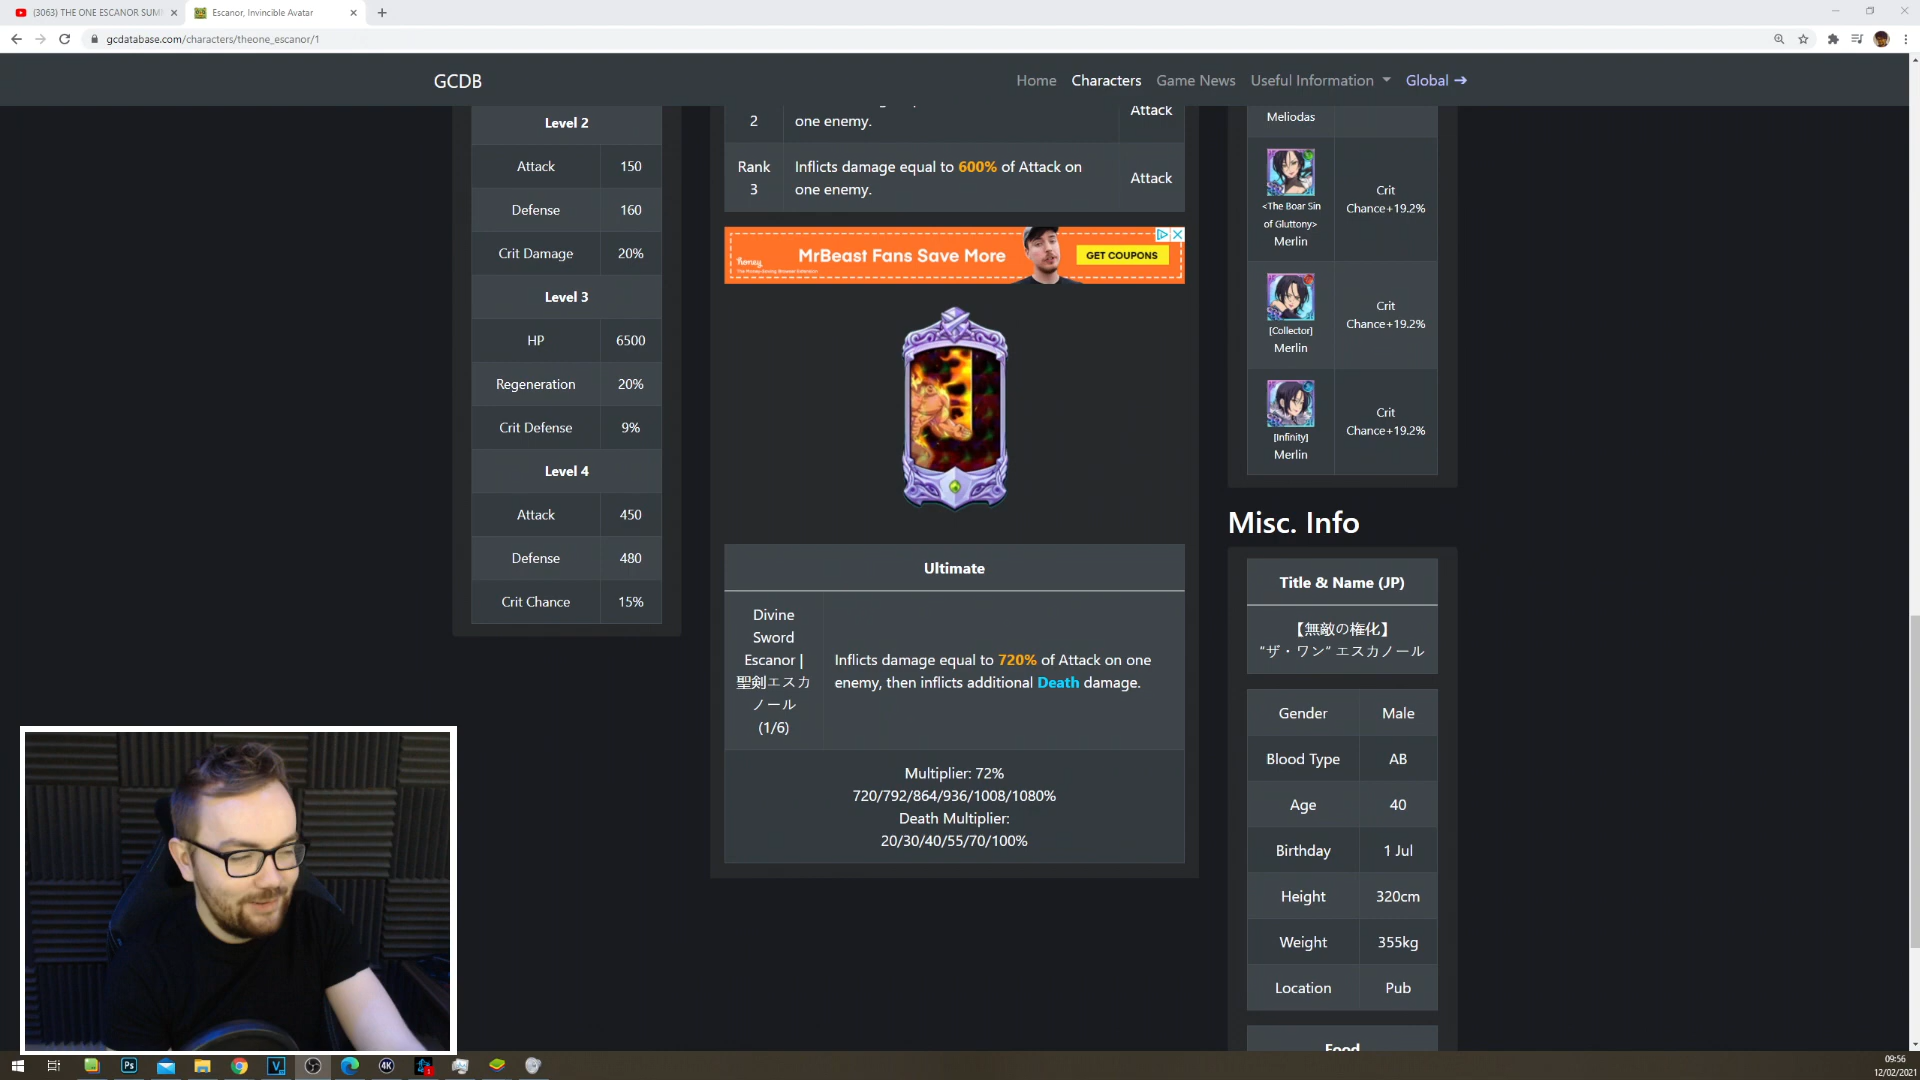 (3063) THE ONE ESCANOR SUM
Escanor, Invincible Avatar
gcdatabase.com/characters/theone_escanor/1
GCDB
Home
Characters
Game News
Useful Information
Global ➔
Level 2
Attack 150
Defense 160
Crit Damage 20%
Level 3
HP 6500
Regeneration 20%
Crit Defense 9%
Level 4
Attack 450
Defense 480
Crit Chance 15%
2
one enemy.
Attack
Rank
3
Inflicts damage equal to 600% of Attack on
one enemy.
Attack
honey
MrBeast Fans Save More
GET COUPONS
Ultimate
Divine
Sword
Escanor |
聖剣エスカ
ノール
(1/6)
Inflicts damage equal to 720% of Attack on one
enemy, then inflicts additional Death damage.
Multiplier: 72%
720/792/864/936/1008/1080%
Death Multiplier:
20/30/40/55/70/100%
Meliodas
<The Boar Sin
of Gluttony>
Merlin
Crit
Chance+19.2%
[Collector]
Merlin
Crit
Chance+19.2%
[Infinity]
Merlin
Crit
Chance+19.2%
Misc. Info
Title & Name (JP)
【無敵の権化】
“ザ・ワン” エスカノール
Gender Male
Blood Type AB
Age 40
Birthday 1 Jul
Height 320cm
Weight 355kg
Location Pub
Food
Ps
V
4K
1
09:56
12/02/2021